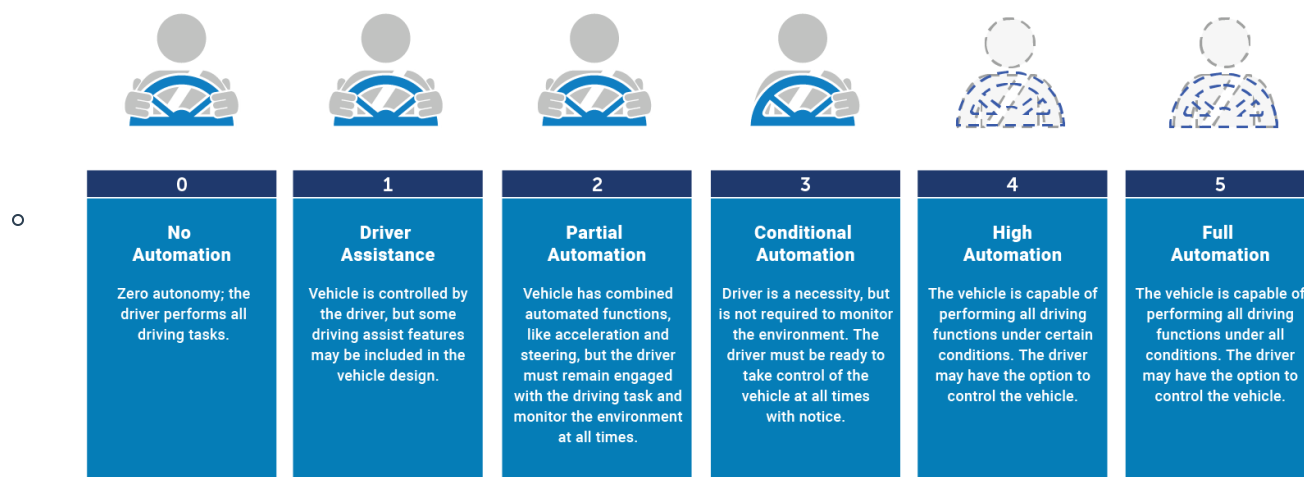 0
No
Automation
Zero autonomy; the
driver performs all
driving tasks.
1
Driver
Assistance
Vehicle is controlled by
the driver, but some
driving assist features
may be included in the
vehicle design.
2
Partial
Automation
Vehicle has combined
automated functions,
like acceleration and
steering, but the driver
must remain engaged
with the driving task and
monitor the environment
at all times.
3
Conditional
Automation
Driver is a necessity, but
is not required to monitor
the environment. The
driver must be ready to
take control of the
vehicle at all times
with notice.
4
High
Automation
The vehicle is capable of
performing all driving
functions under certain
conditions. The driver
may have the option to
control the vehicle.
5
Full
Automation
The vehicle is capable of
performing all driving
functions under all
conditions. The driver
may have the option to
control the vehicle.